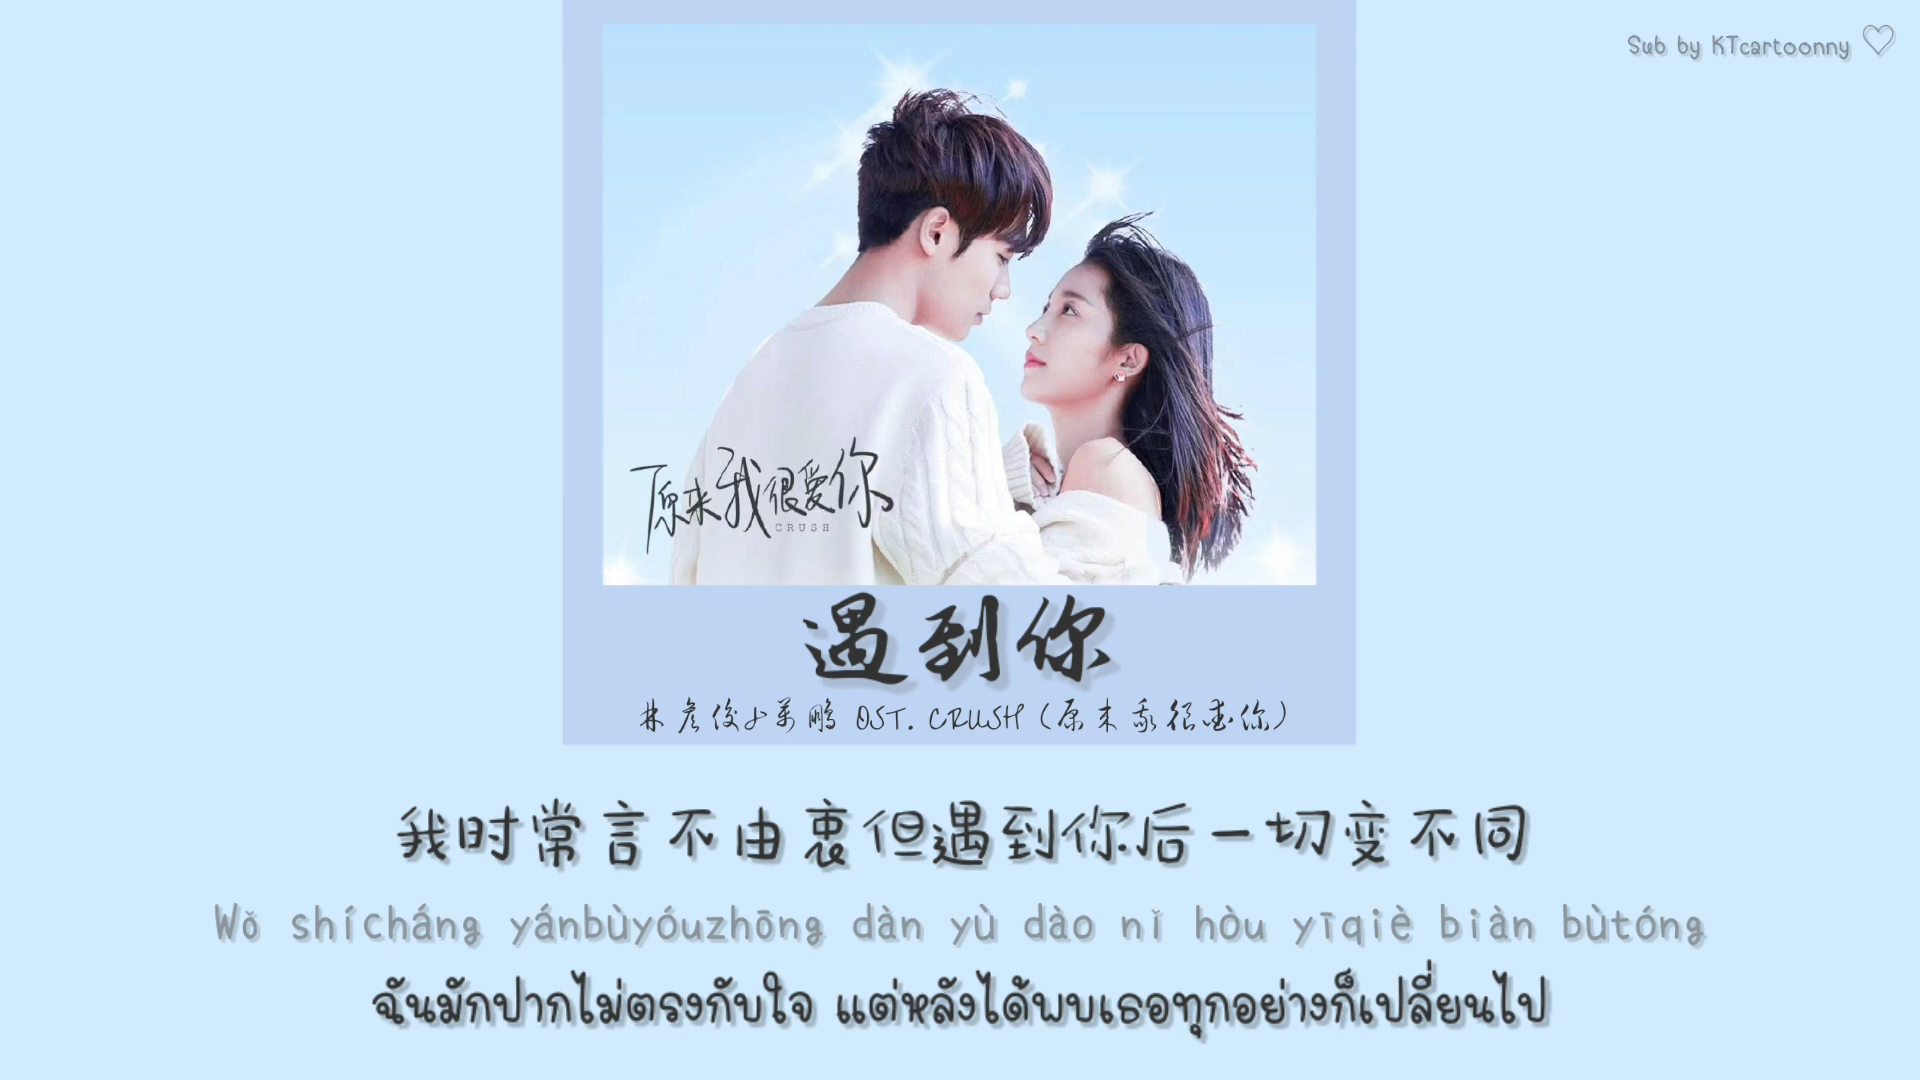 Sub by KTcartoonny ♡
原来我很爱你
CRUSH
遇到你
林彦俊 & 万鹏 OST. CRUSH (原来我很爱你)
我时常言不由衷但遇到你后一切变不同
Wǒ shícháng yánbùyóuzhōng dàn yù dào nǐ hòu yīqiè biàn bùtóng
ฉันมักปากไม่ตรงกับใจ แต่หลังได้พบเธอทุกอย่างก็เปลี่ยนไป